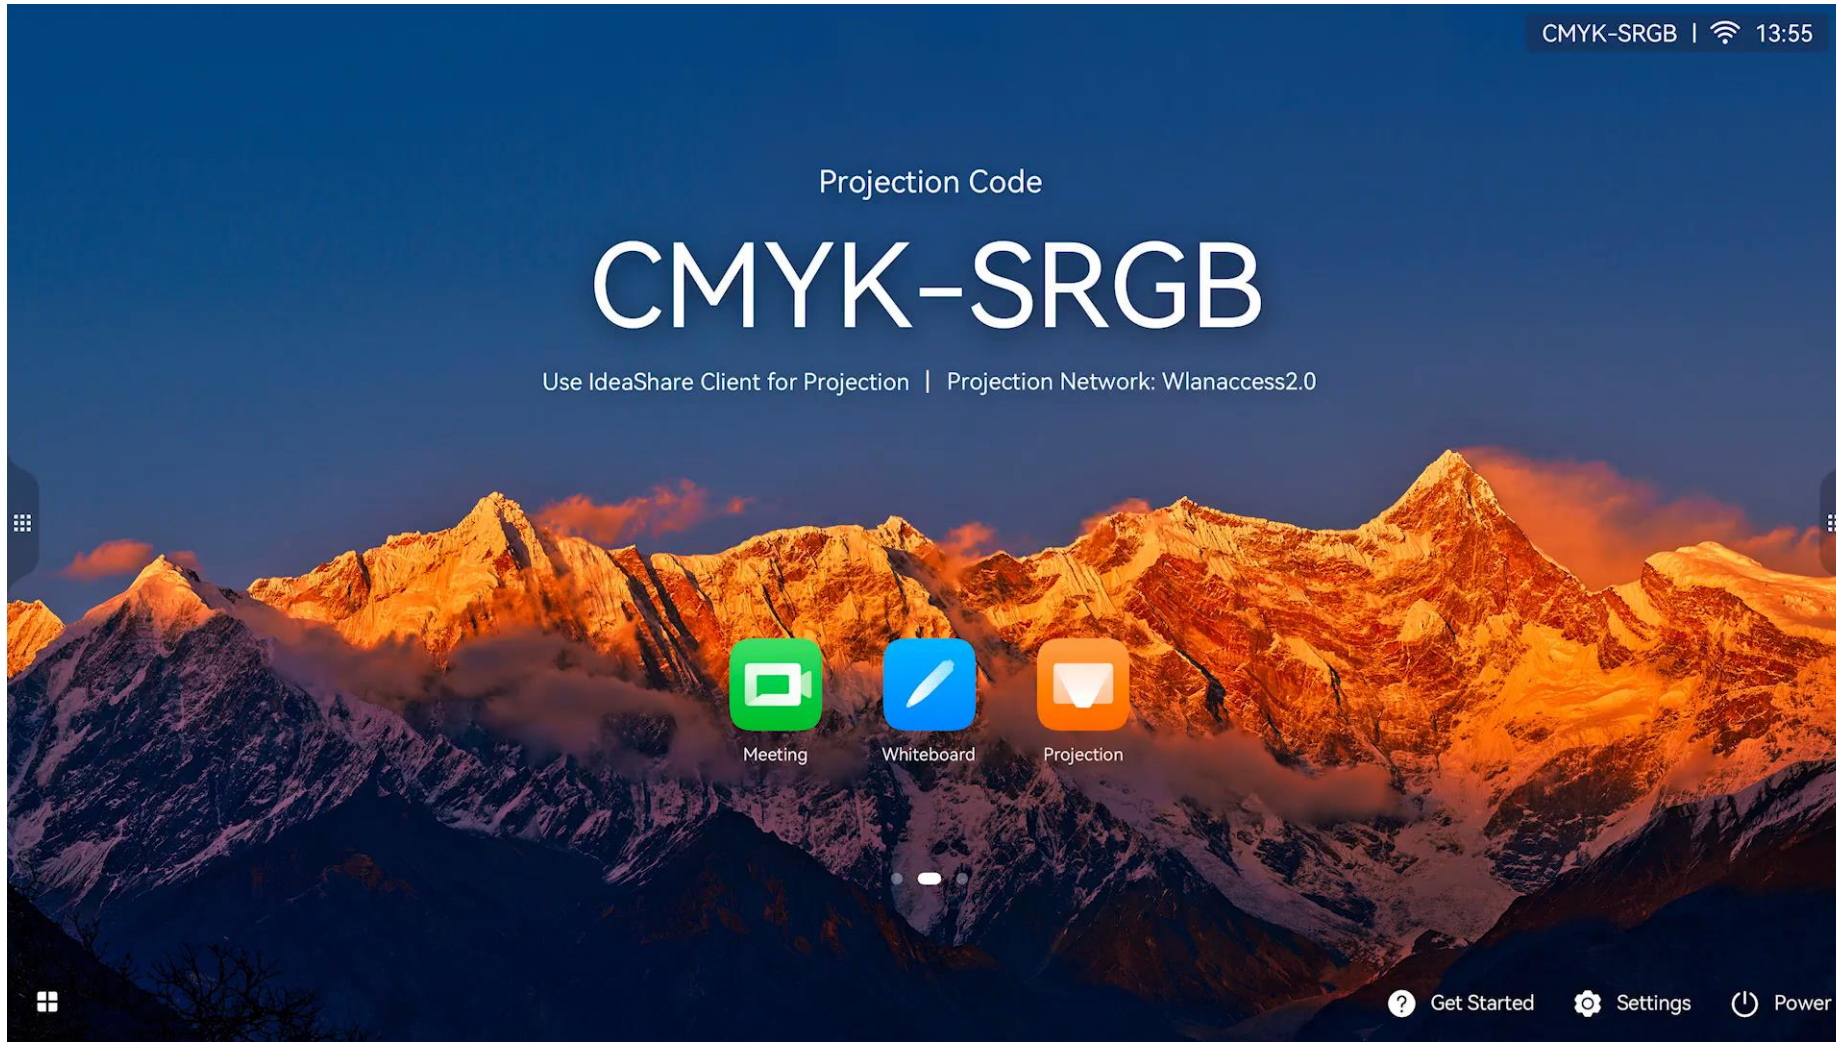 CMYK-SRGB | 13:55
Projection Code
CMYK-SRGB
Use IdeaShare Client for Projection | Projection Network: Wlanaccess2.0
Meeting Whiteboard Projection
? Get Started Settings Power